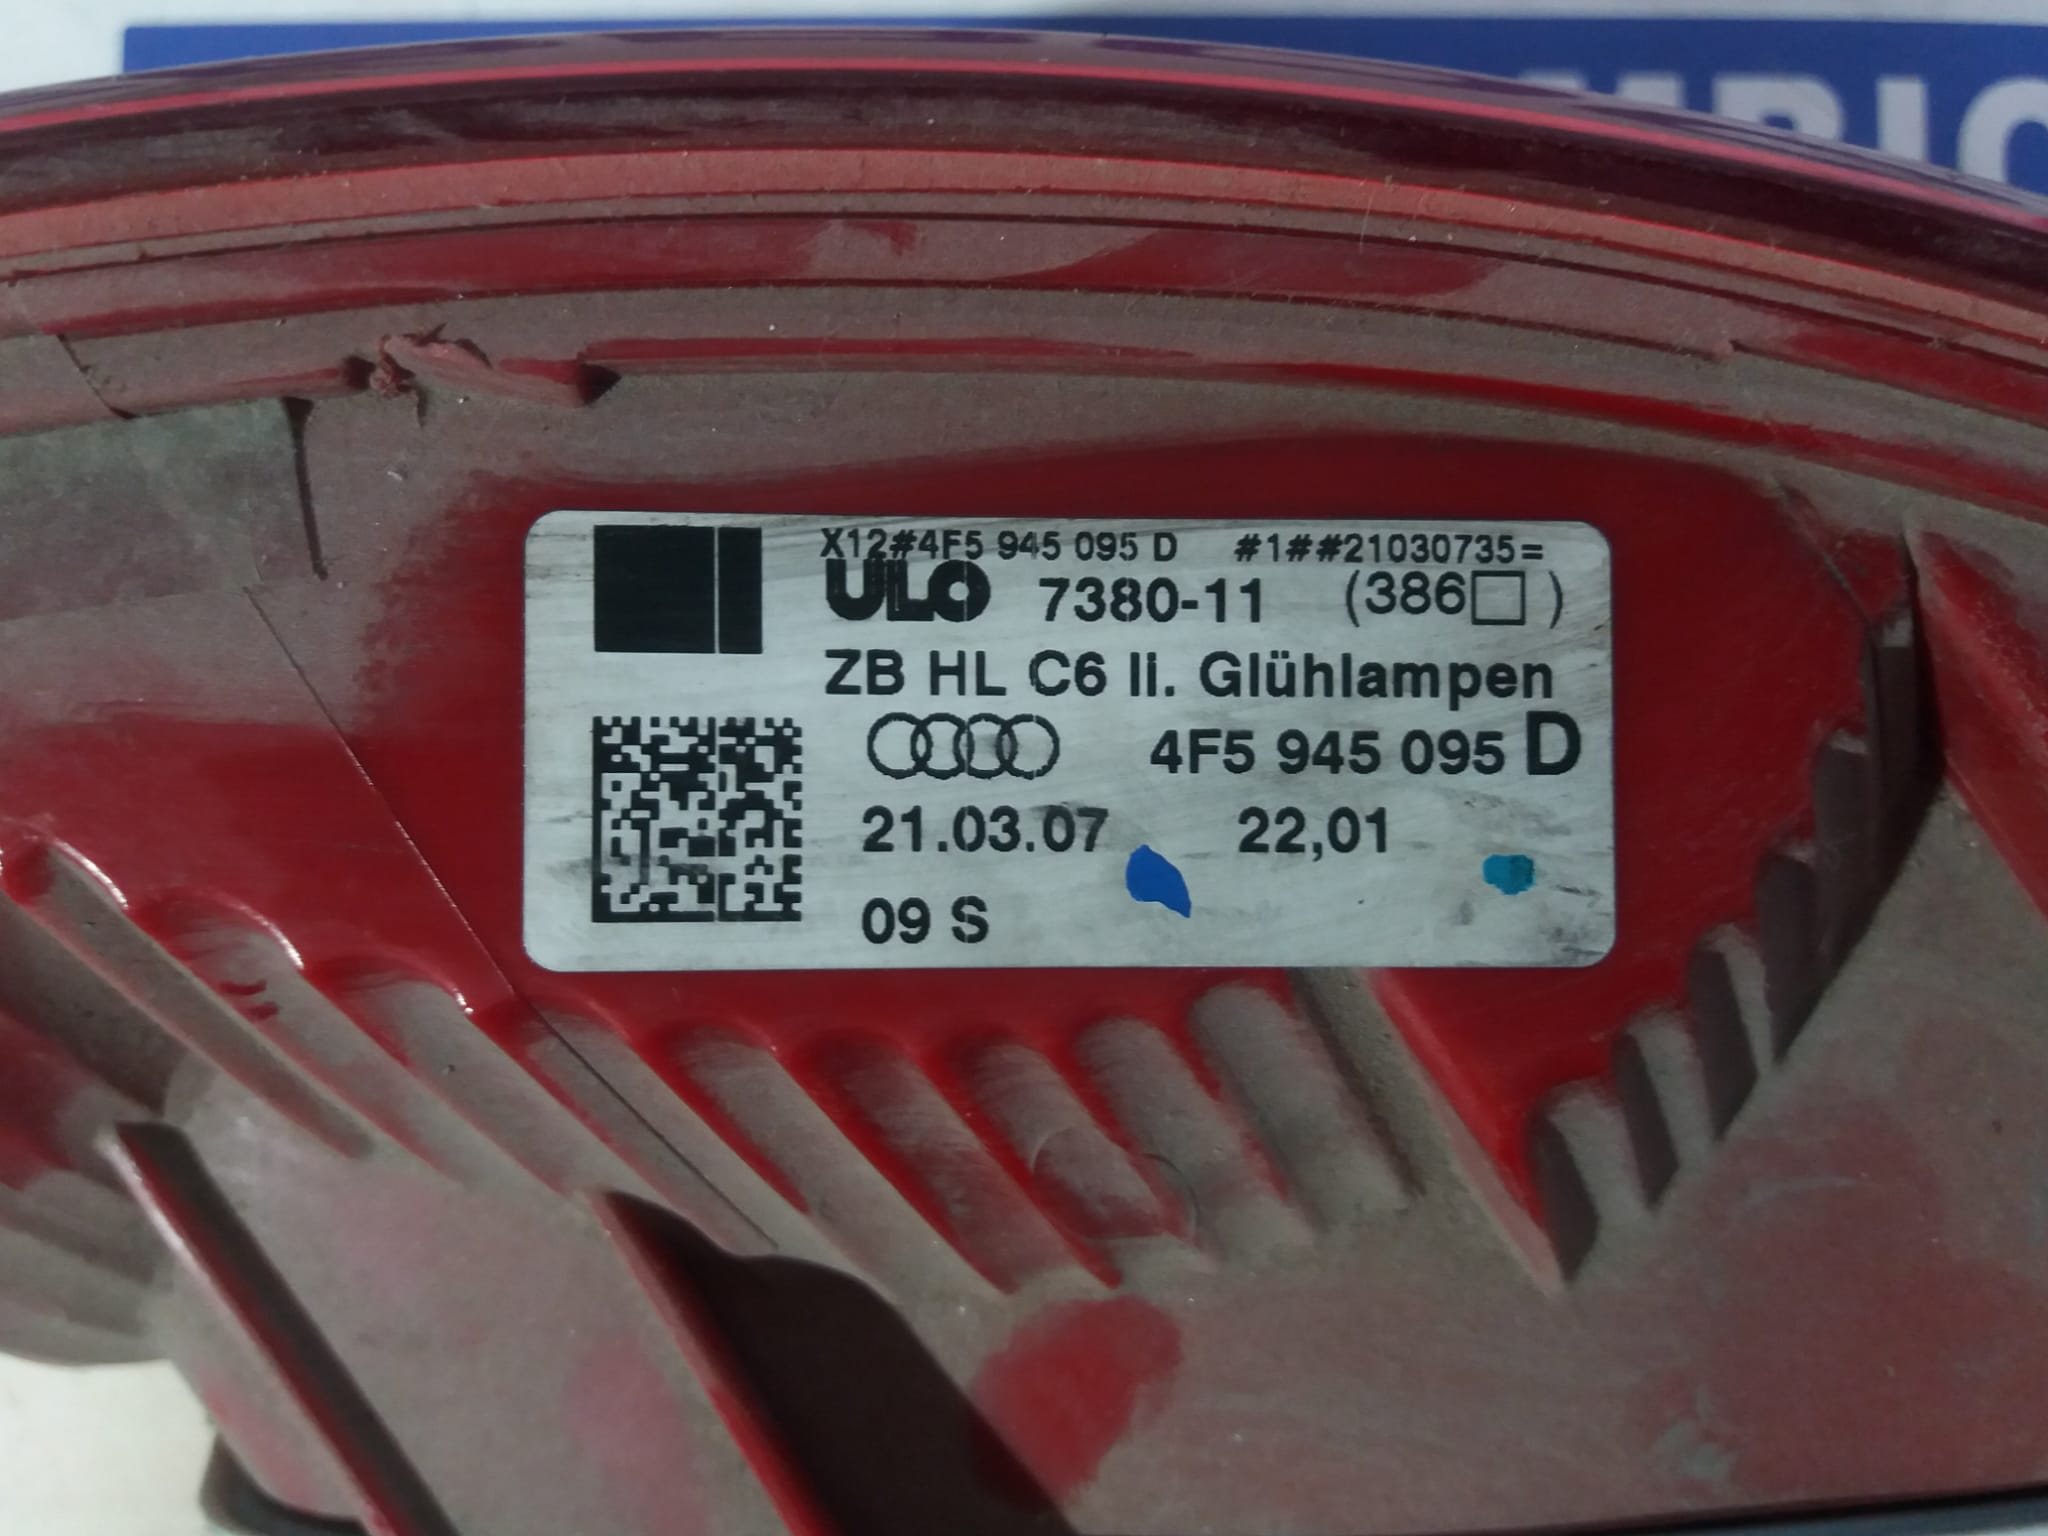 X12#4F5 945 095 D #1##21030735=
ULO 7380-11 (386□ )
ZB HL C6 li. Glühlampen
4F5 945 095 D
21.03.07 22,01
09 S